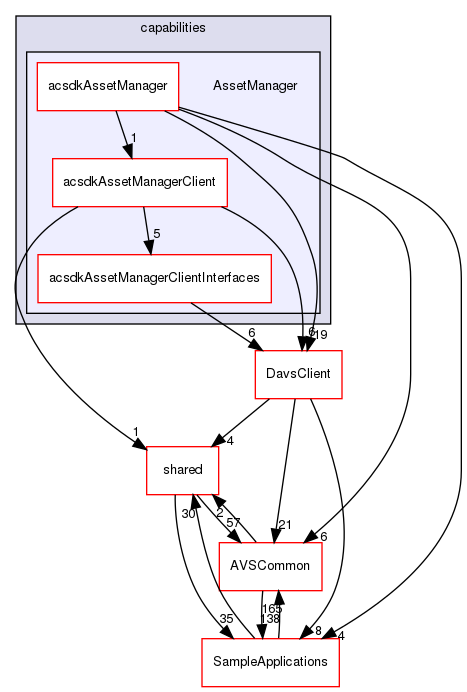 capabilities
acsdkAssetManager
AssetManager
1
acsdkAssetManagerClient
5
acsdkAssetManagerClientInterfaces
6
6
19
DavsClient
1
4
shared
30
2
57
21
6
AVSCommon
165
138
35
8
4
SampleApplications